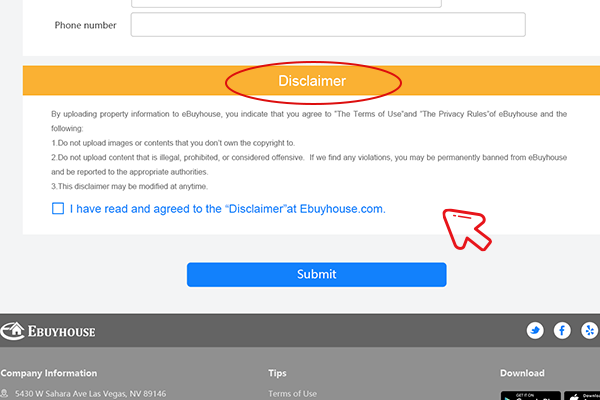 Phone number
Disclaimer
By uploading property information to eBuyhouse, you indicate that you agree to "The Terms of Use"and "The Privacy Rules"of eBuyhouse and the
following:
1.Do not upload images or contents that you don't own the copyright to.
2.Do not upload content that is illegal, prohibited, or considered offensive. If we find any violations, you may be permanently banned from eBuyhouse
and be reported to the appropriate authorities.
3.This disclaimer may be modified at anytime.
I have read and agreed to the “Disclaimer”at Ebuyhouse.com.
Submit
EBUYHOUSE
Company Information
Tips
Download
5430 W Sahara Ave Las Vegas, NV 89146
Terms of Use
GET IT ON